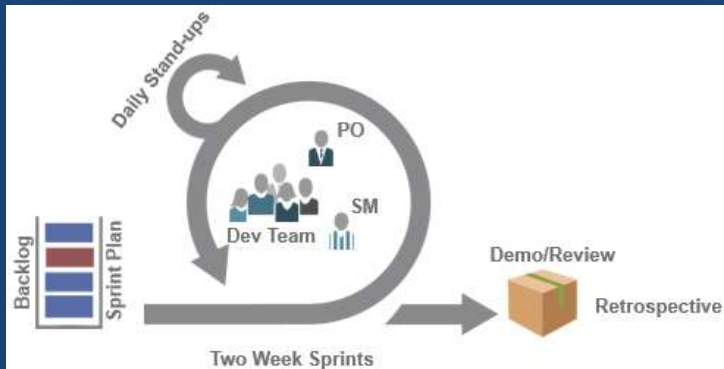 Daily Stand-ups
PO
SM
Dev Team
Backlog
Sprint Plan
Demo/Review
Retrospective
Two Week Sprints